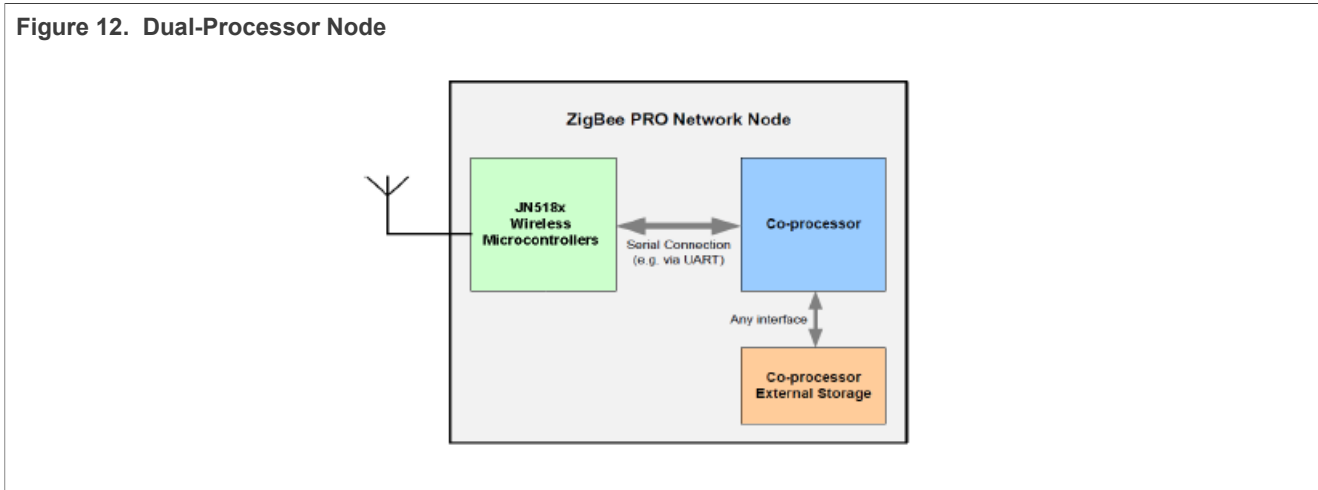 Figure 12. Dual-Processor Node
ZigBee PRO Network Node
JN518x
Wireless
Microcontrollers
Serial Connection
(e.g. via UART)
Co-processor
Any interface
Co-processor
External Storage